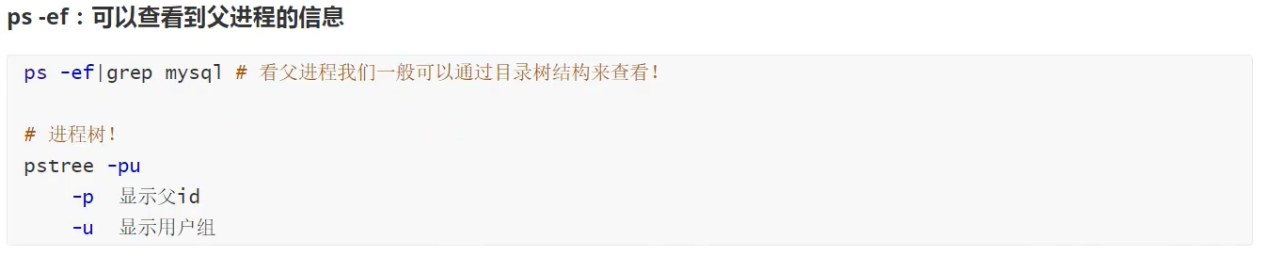 ps -ef：可以查看到父进程的信息
ps -ef|grep mysql # 看父进程我们一般可以通过目录树结构来查看！
# 进程树！
pstree -pu
-p 显示父id
-u 显示用户组